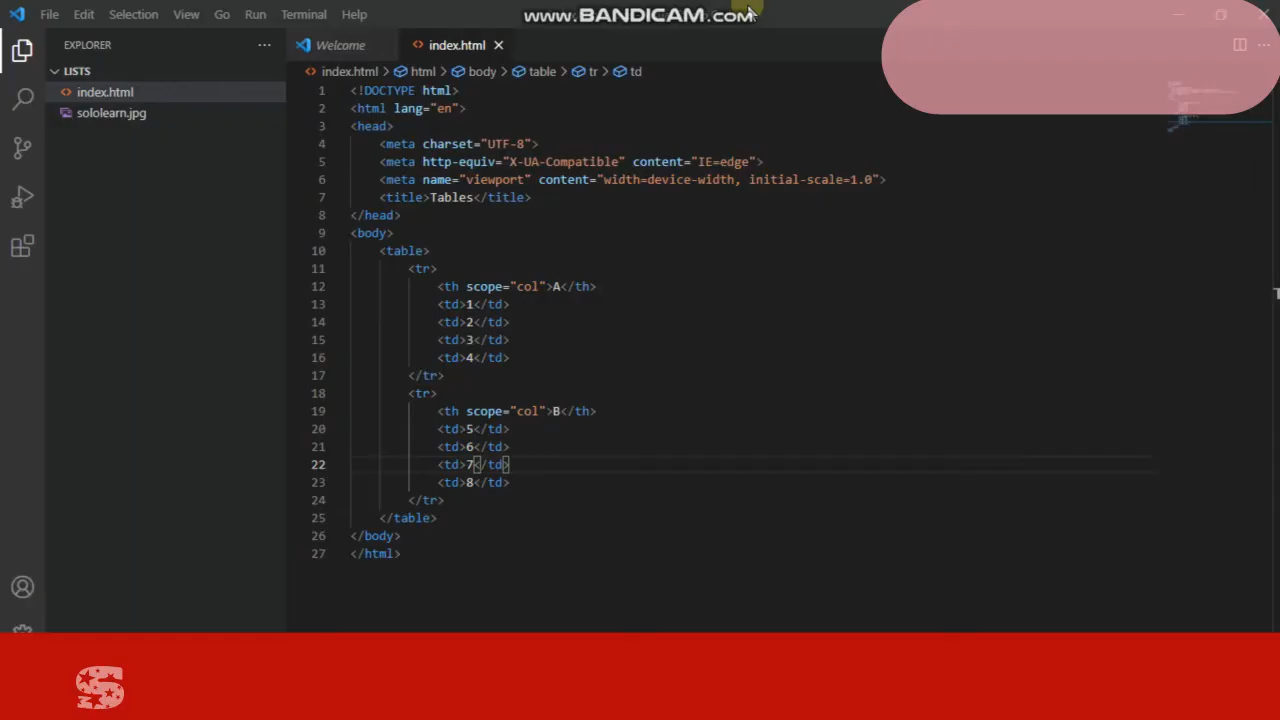 File Edit Selection View Go Run Terminal Help
www.BANDICAM.com
EXPLORER
Welcome
index.html
LISTS
index.html
sololearn.jpg
index.html > html > body > table > tr > td
1 <!DOCTYPE html>
2 <html lang="en">
3 <head>
4 <meta charset="UTF-8">
5 <meta http-equiv="X-UA-Compatible" content="IE=edge">
6 <meta name="viewport" content="width=device-width, initial-scale=1.0">
7 <title>Tables</title>
8 </head>
9 <body>
10 <table>
11 <tr>
12 <th scope="col">A</th>
13 <td>1</td>
14 <td>2</td>
15 <td>3</td>
16 <td>4</td>
17 </tr>
18 <tr>
19 <th scope="col">B</th>
20 <td>5</td>
21 <td>6</td>
22 <td>7</td>
23 <td>8</td>
24 </tr>
25 </table>
26 </body>
27 </html>
S